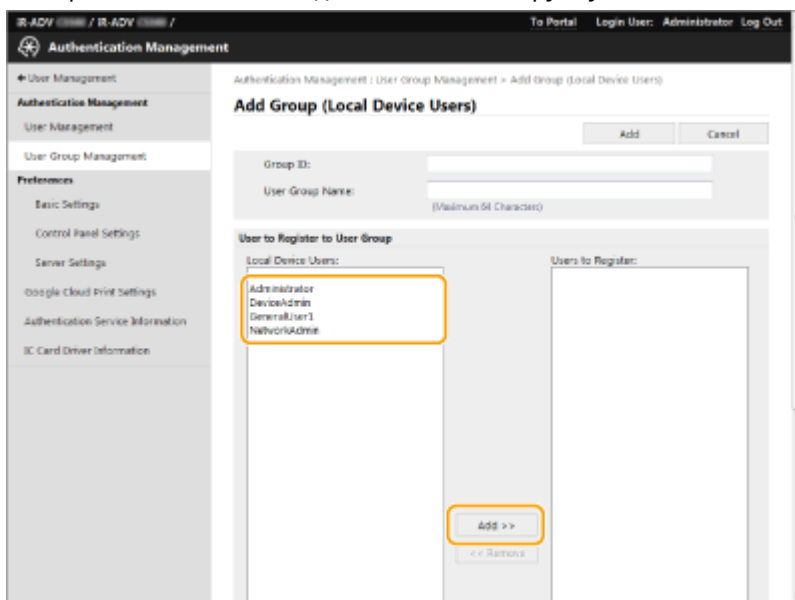 IR-ADV / IR-ADV /
To Portal Login User: Administrator Log Out
Authentication Management
User Management
Authentication Management : User Group Management > Add Group (Local Device Users)
Authentication Management
Add Group (Local Device Users)
User Management
Add Cancel
User Group Management
Group ID:
Preferences
User Group Name:
Basic Settings
(Maximum 64 Characters)
Control Panel Settings
User to Register to User Group
Server Settings
Local Device Users: Users to Register:
Google Cloud Print Settings
Administrator
DeviceAdmin
GeneralUser1
NetworkAdmin
Authentication Service Information
IC Card Driver Information
Add >>
<< Remove